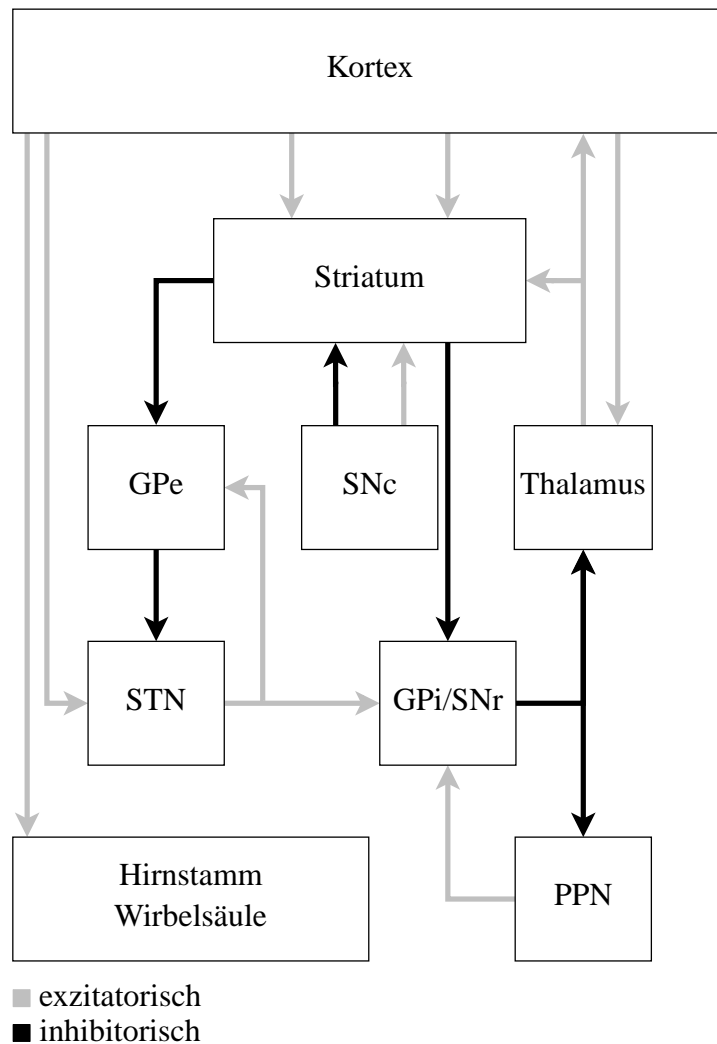 Kortex
Striatum
GPe
SNc
Thalamus
STN
GPi/SNr
Hirnstamm
Wirbelsäule
PPN
exzitatorisch
inhibitorisch